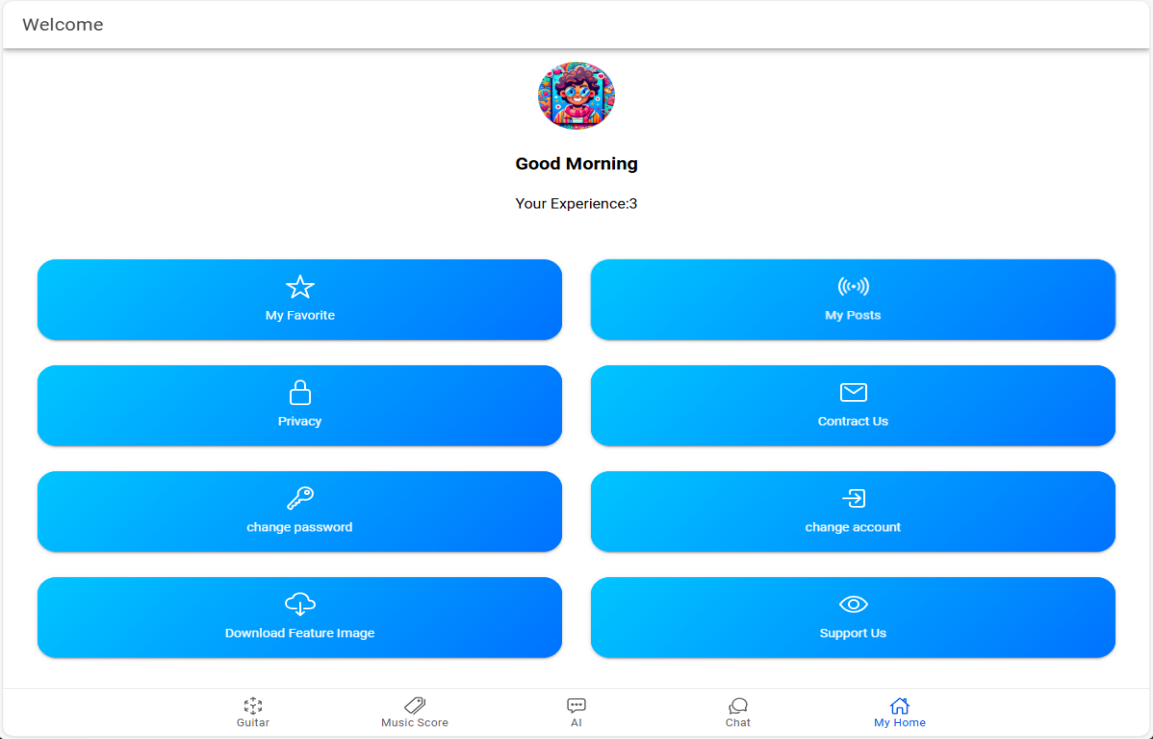 Welcome
Good Morning
Your Experience:3
My Favorite
My Posts
Privacy
Contract Us
change password
change account
Download Feature Image
Support Us
Guitar
Music Score
AI
Chat
My Home